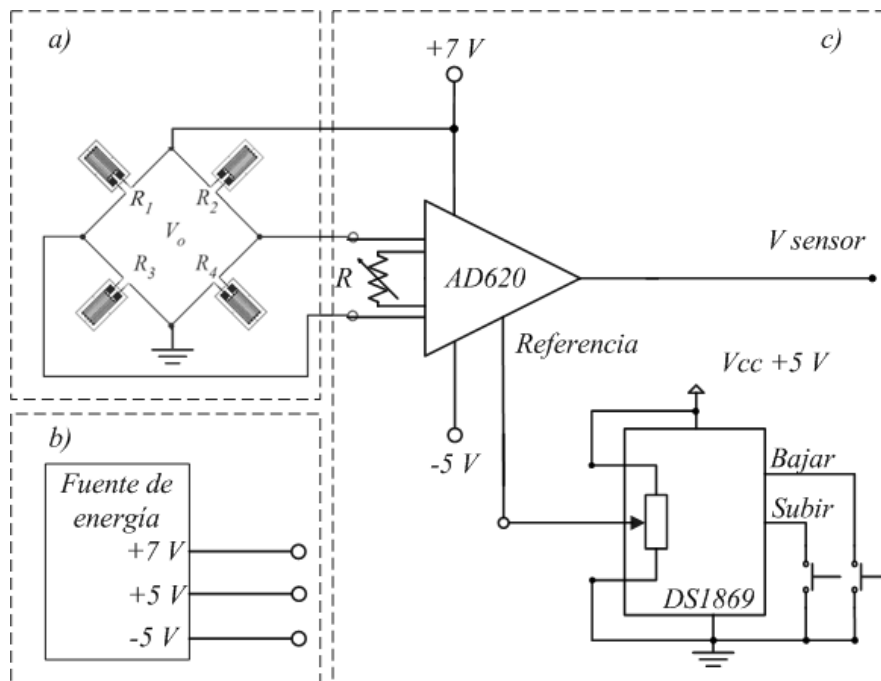 a)
R1
R2
Vo
R3
R4
b)
Fuente de
energía
+7 V
+5 V
-5 V
c)
+7 V
R
AD620
V sensor
Referencia
-5 V
Vcc +5 V
Bajar
Subir
DS1869